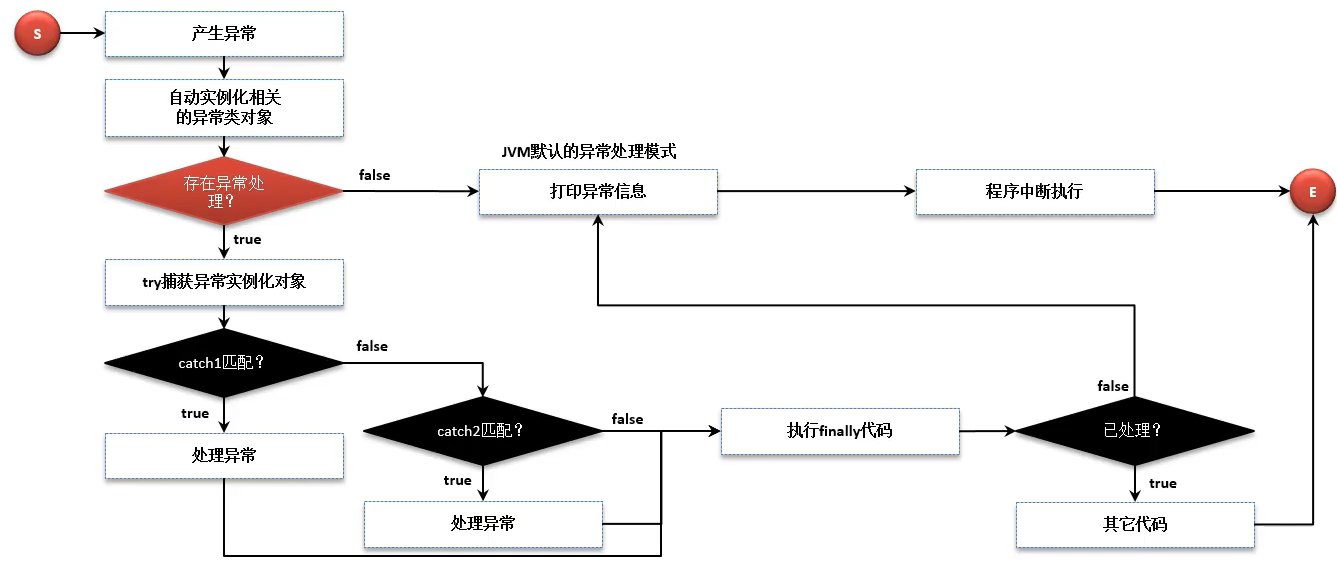 S
产生异常
自动实例化相关
的异常类对象
JVM默认的异常处理模式
存在异常处
理？
false
打印异常信息
程序中断执行
E
true
try捕获异常实例化对象
catch1匹配？
false
true
处理异常
catch2匹配？
false
true
处理异常
执行finally代码
已处理？
false
true
其它代码